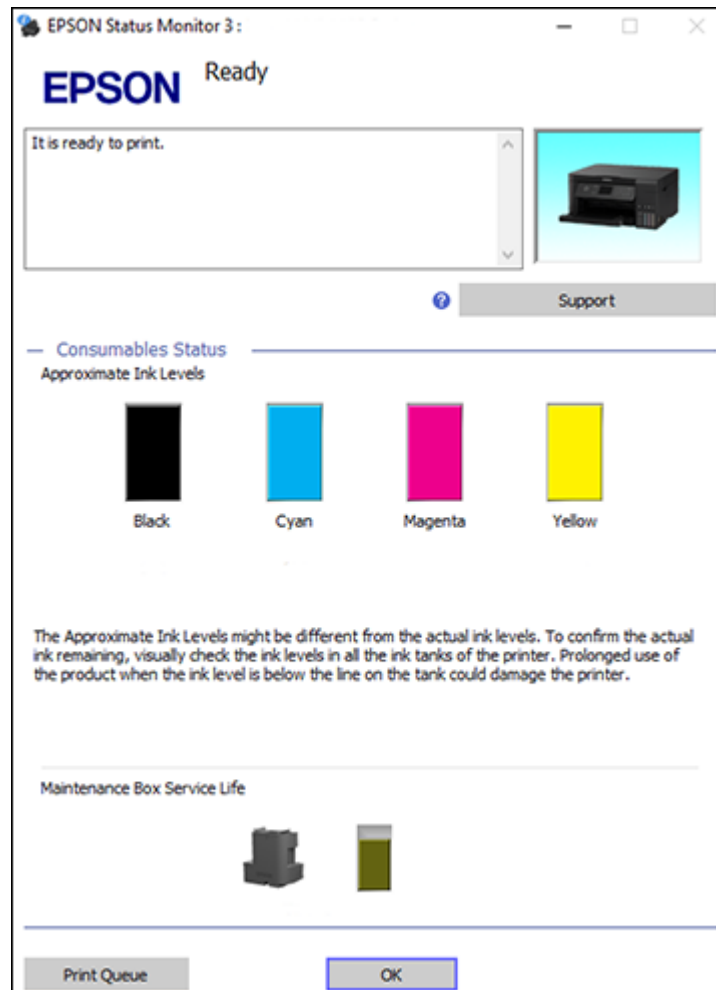 EPSON Status Monitor 3 :
EPSON
Ready
It is ready to print.
Support
Consumables Status
Approximate Ink Levels
Black Cyan Magenta Yellow
The Approximate Ink Levels might be different from the actual ink levels. To confirm the actual
ink remaining, visually check the ink levels in all the ink tanks of the printer. Prolonged use of
the product when the ink level is below the line on the tank could damage the printer.
Maintenance Box Service Life
Print Queue OK